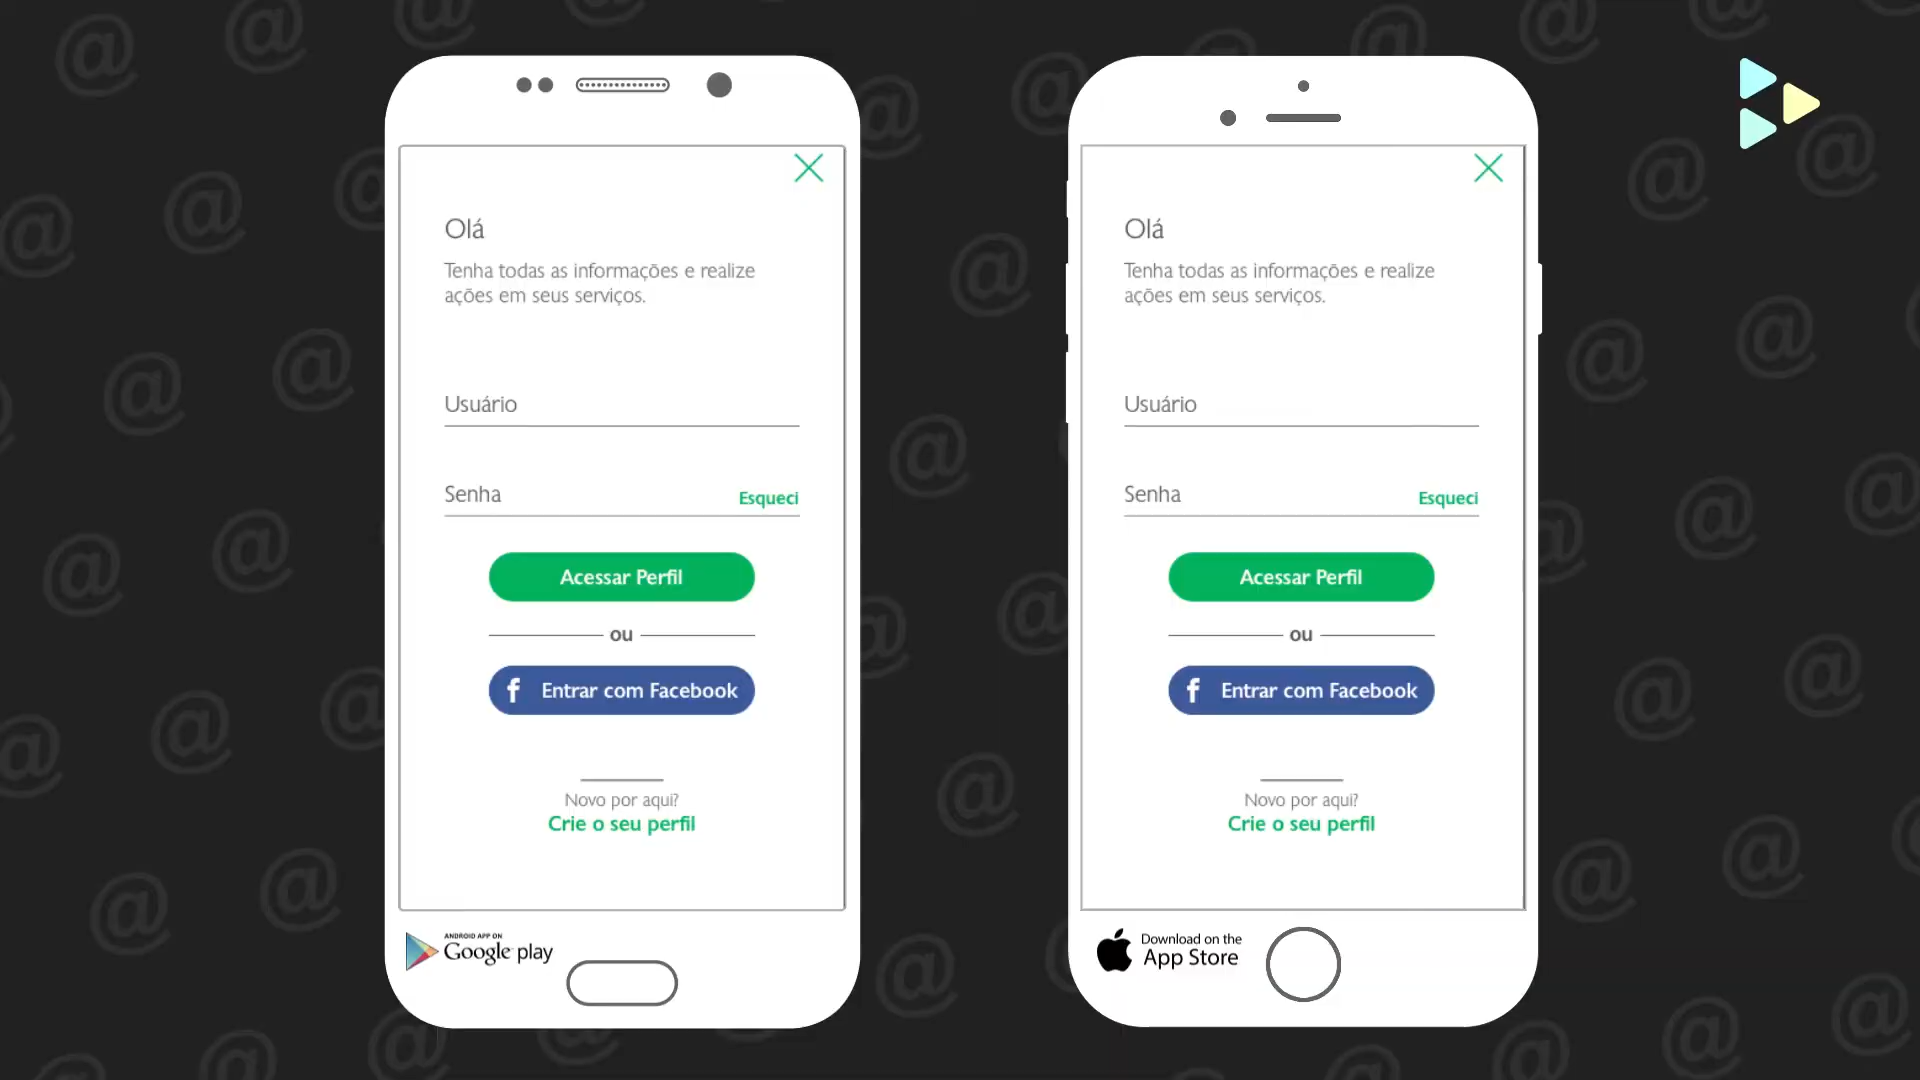 Olá
Tenha todas as informações e realize
ações em seus serviços.
Usuário
Senha
Esqueci
Acessar Perfil
ou
f Entrar com Facebook
Novo por aqui?
Crie o seu perfil
ANDROID APP ON
Google play
Olá
Tenha todas as informações e realize
ações em seus serviços.
Usuário
Senha
Esqueci
Acessar Perfil
ou
f Entrar com Facebook
Novo por aqui?
Crie o seu perfil
Download on the
App Store